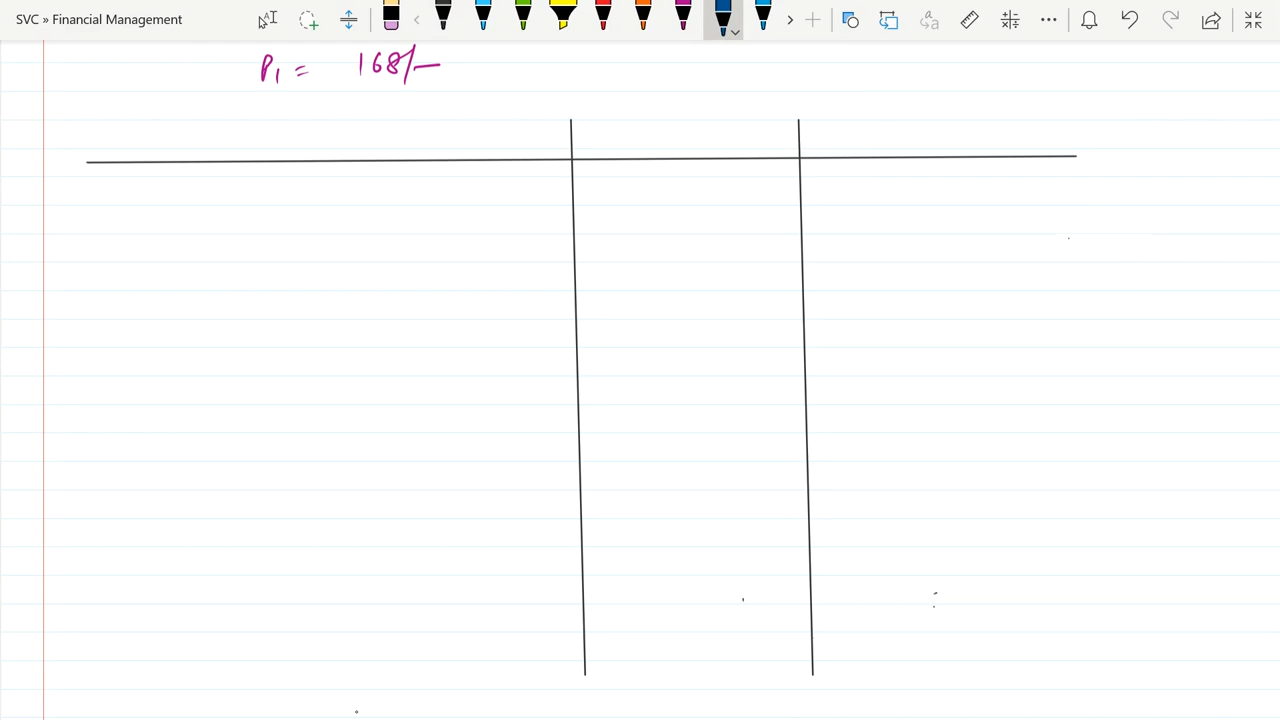 SVC » Financial Management
P₁ = 168/-